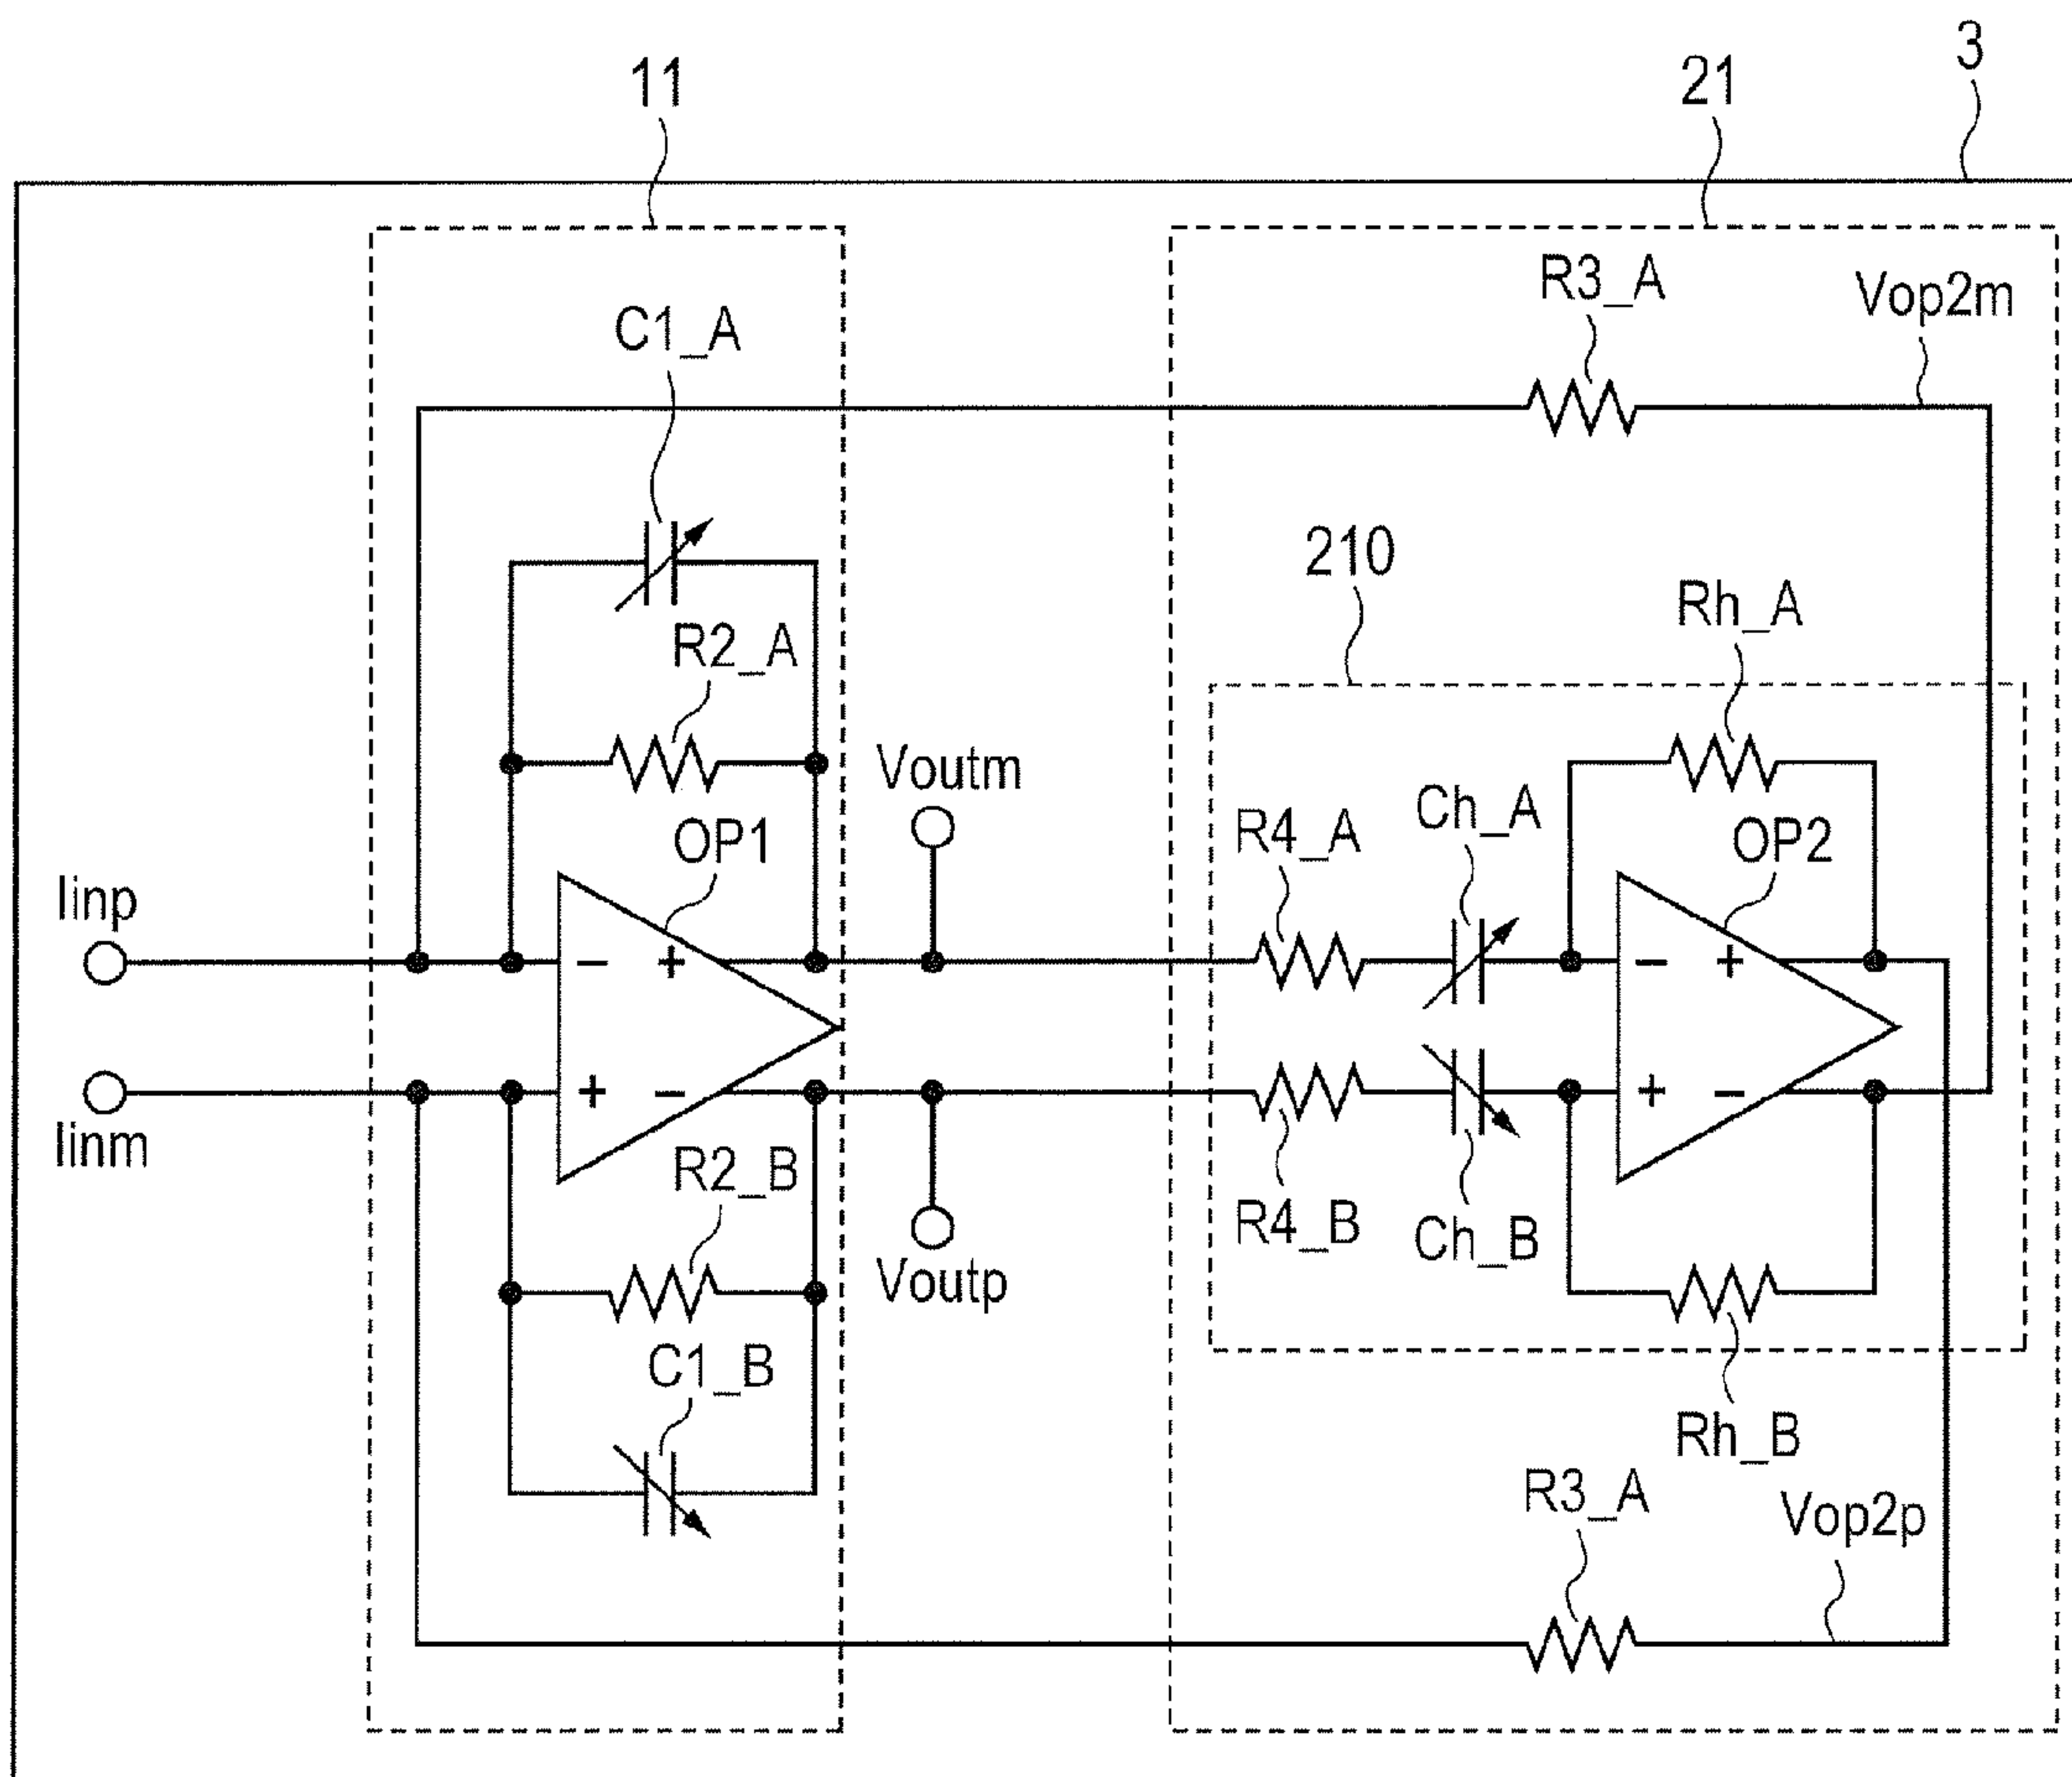 3
11
21
R3_A
Vop2m
C1_A
210
Rh_A
R2_A
Voutm
Ch_A
R4_A
OP1
OP2
Iinp
− +
− +
+ −
+ −
Iinm
R2_B
R4_B
Ch_B
Voutp
C1_B
Rh_B
R3_A
Vop2p